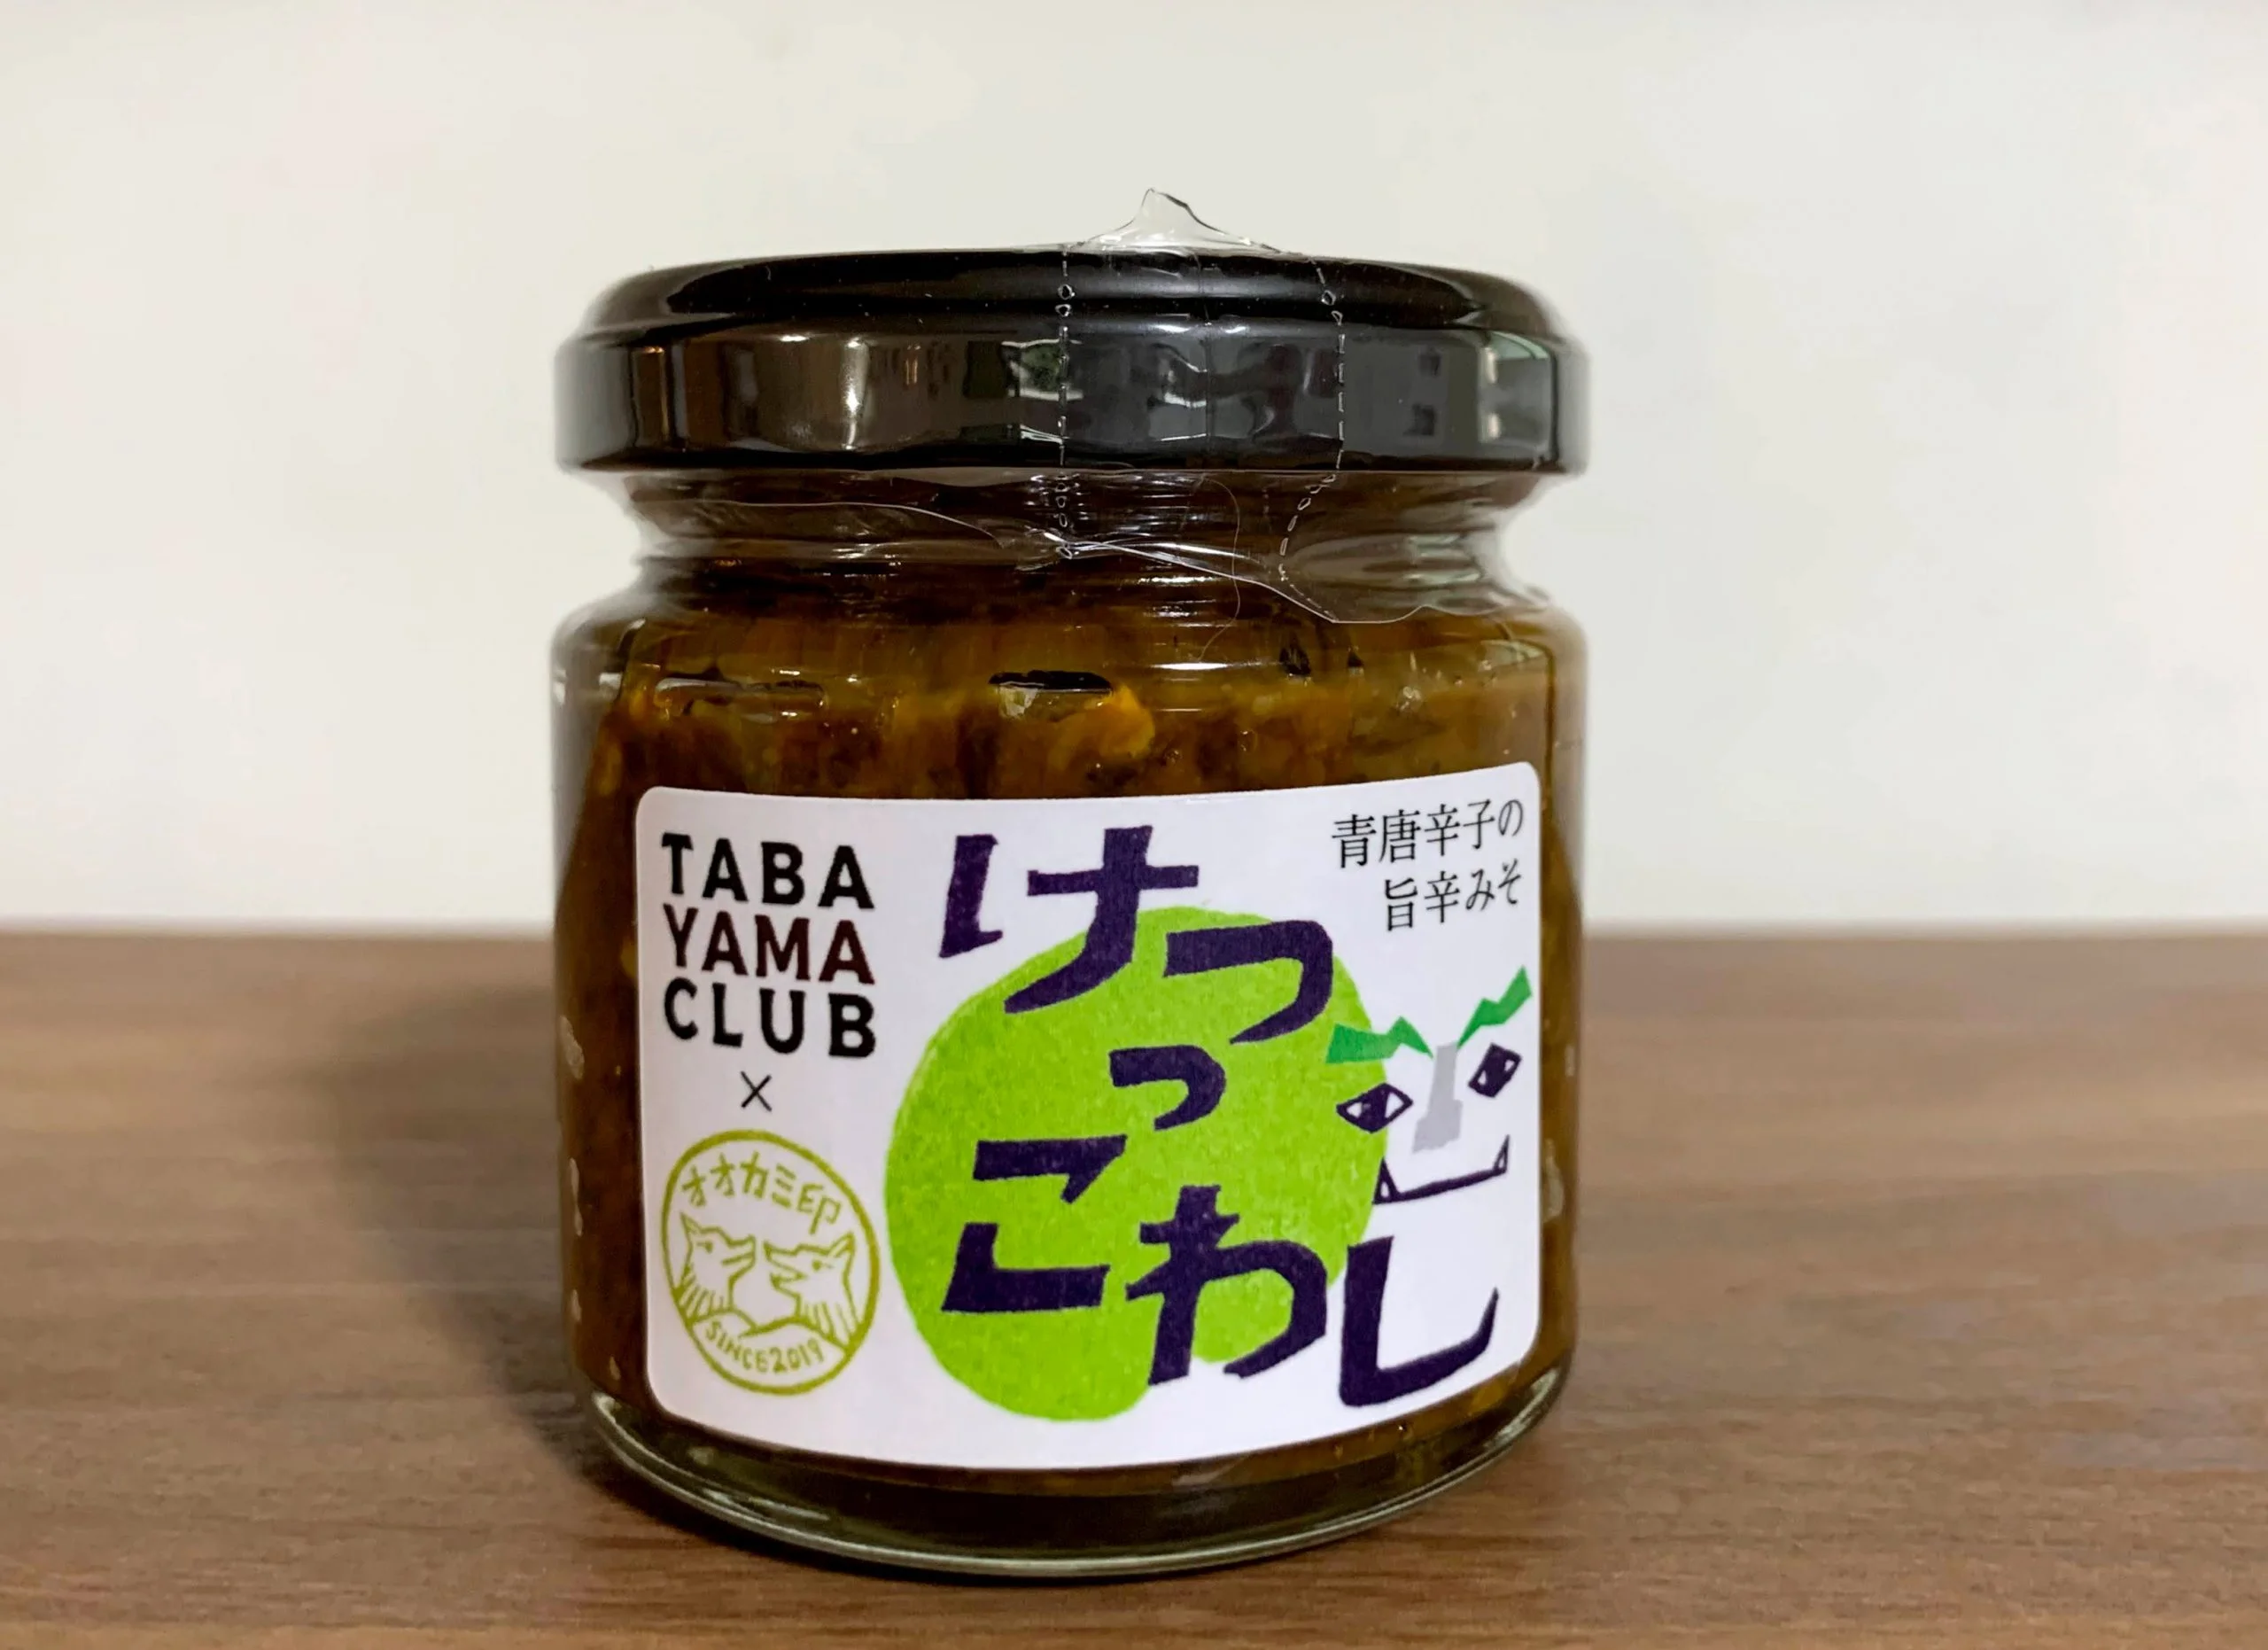 TABA
YAMA
CLUB
×
オオカミ印
SINCE2019
けつ
っ
こわし
青唐辛子の
旨辛みそ